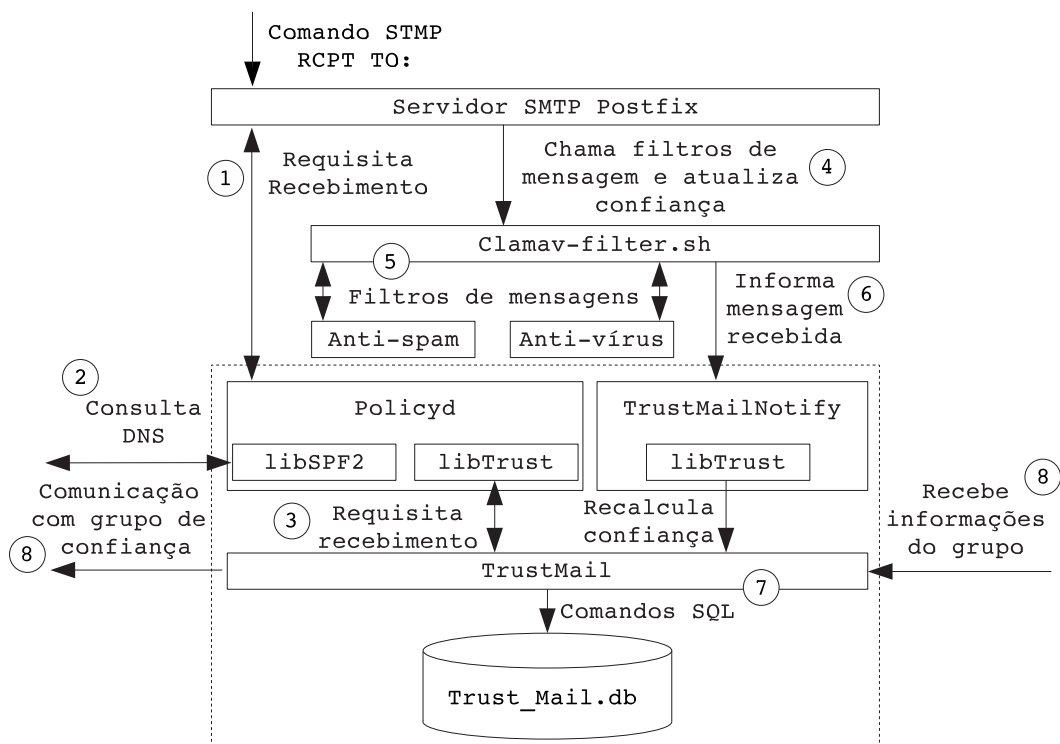 Comando STMP
RCPT TO:
Servidor SMTP Postfix
1
Requisita
Recebimento
Chama filtros de
mensagem e atualiza
confiança
4
Clamav-filter.sh
5
Filtros de mensagens
Informa
mensagem
recebida
6
Anti-spam
Anti-vírus
2
Consulta
DNS
Policyd
libSPF2
libTrust
TrustMailNotify
libTrust
Comunicação
com grupo de
confiança
8
3
Requisita
recebimento
Recalcula
confiança
Recebe
informações
do grupo
8
TrustMail
7
Comandos SQL
Trust_Mail.db